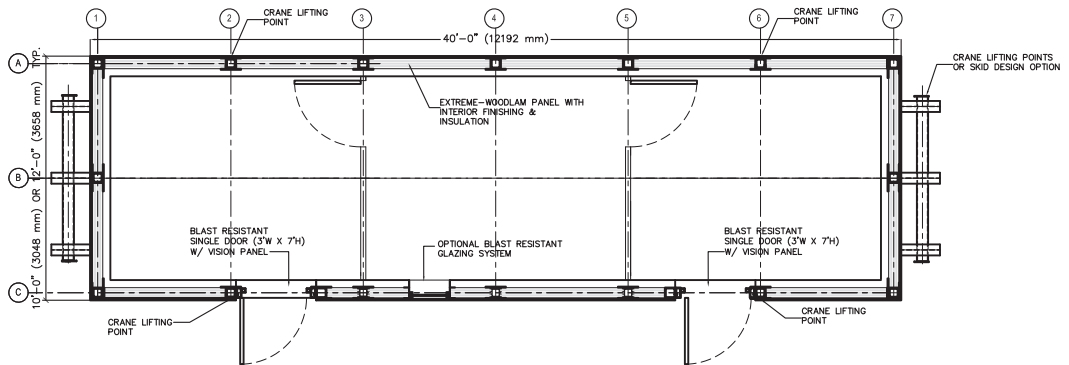 1
2
3
4
5
6
7
CRANE LIFTING
POINT
CRANE LIFTING
POINT
40'-0" (12192 mm)
A
B
C
10'-0" (3048 mm) OR 12'-0" (3658 mm) TYP.
CRANE LIFTING POINTS
OR SKID DESIGN OPTION
EXTREME-WOODLAM PANEL WITH
INTERIOR FINISHING &
INSULATION
BLAST RESISTANT
SINGLE DOOR (3'W X 7'H)
W/ VISION PANEL
OPTIONAL BLAST RESISTANT
GLAZING SYSTEM
BLAST RESISTANT
SINGLE DOOR (3'W X 7'H)
W/ VISION PANEL
CRANE LIFTING
POINT
CRANE LIFTING
POINT